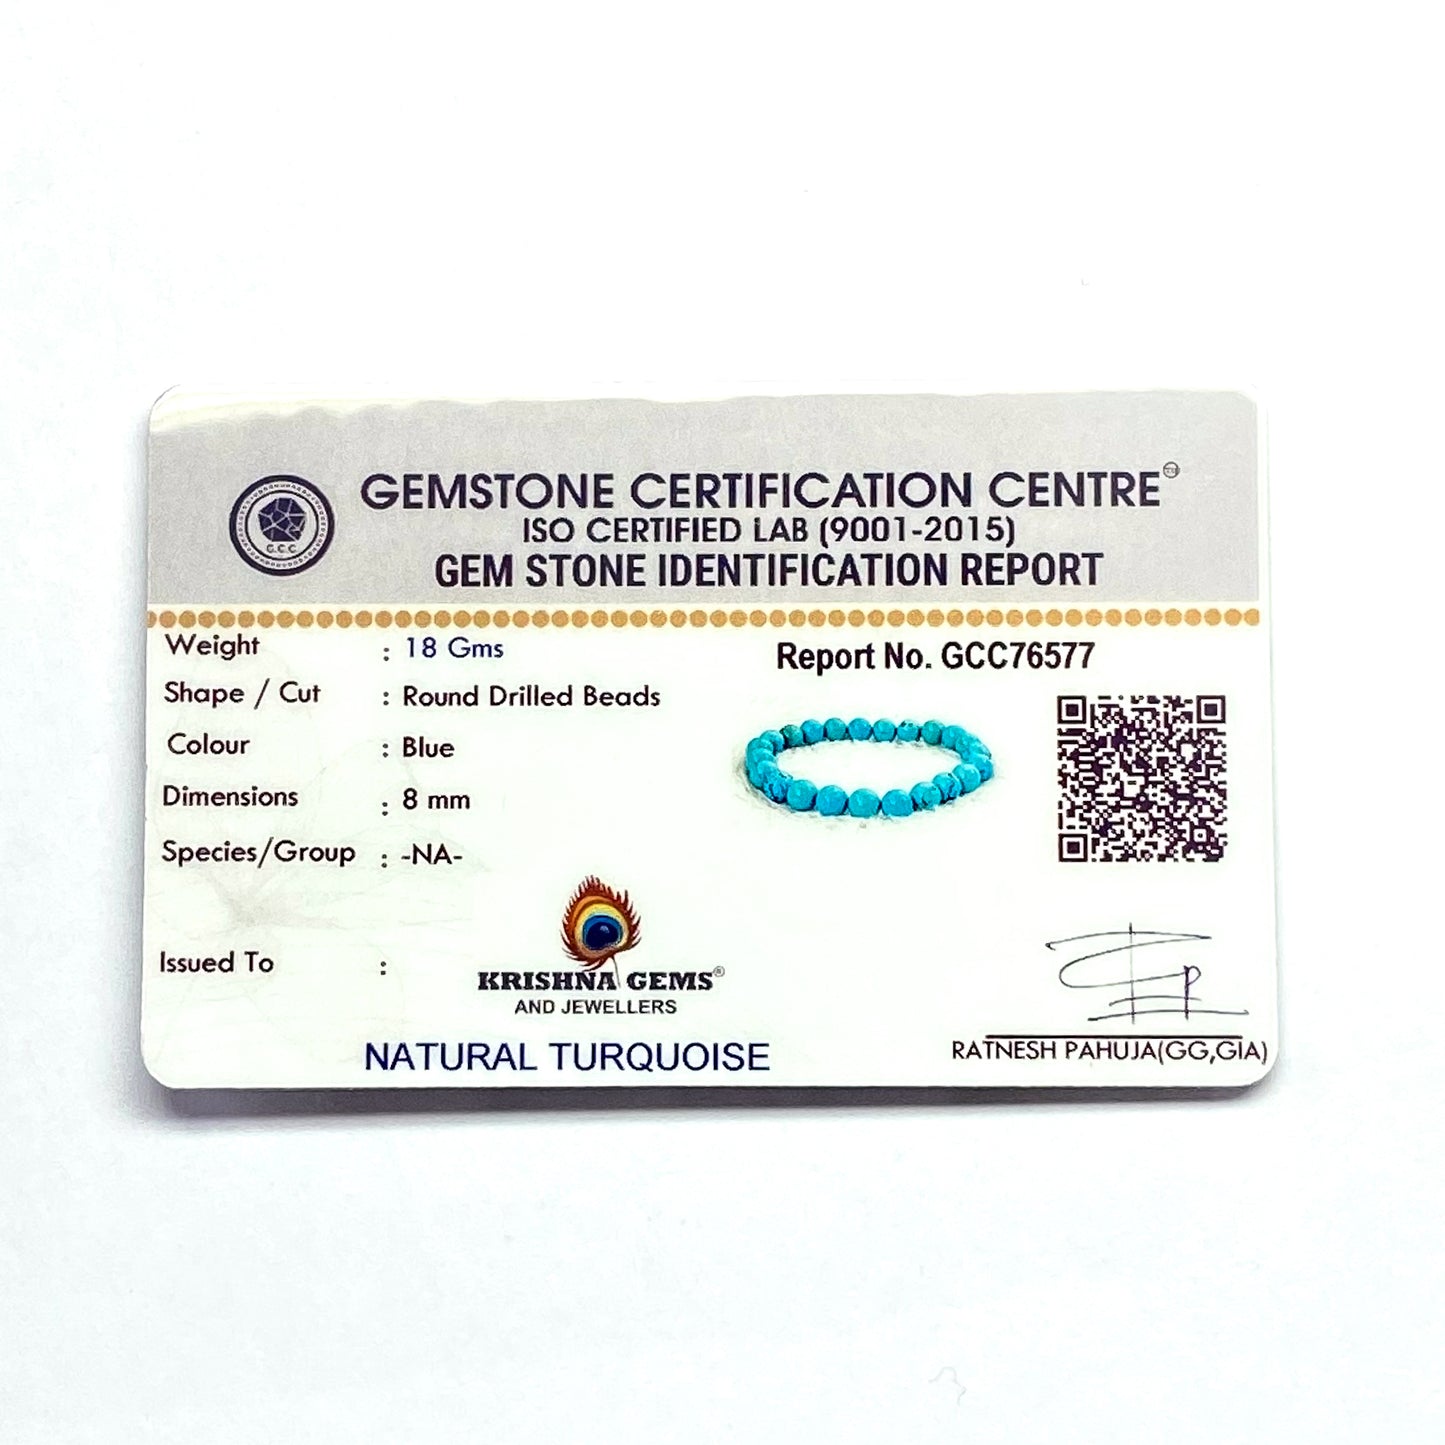 GEMSTONE CERTIFICATION CENTRE™
ISO CERTIFIED LAB (9001-2015)
GEM STONE IDENTIFICATION REPORT
G.C.C
Weight : 18 Gms
Shape / Cut : Round Drilled Beads
Colour : Blue
Dimensions : 8 mm
Species/Group : -NA-
Issued To :
KRISHNA GEMS®
AND JEWELLERS
NATURAL TURQUOISE
Report No. GCC76577
RATNESH PAHUJA(GG,GIA)